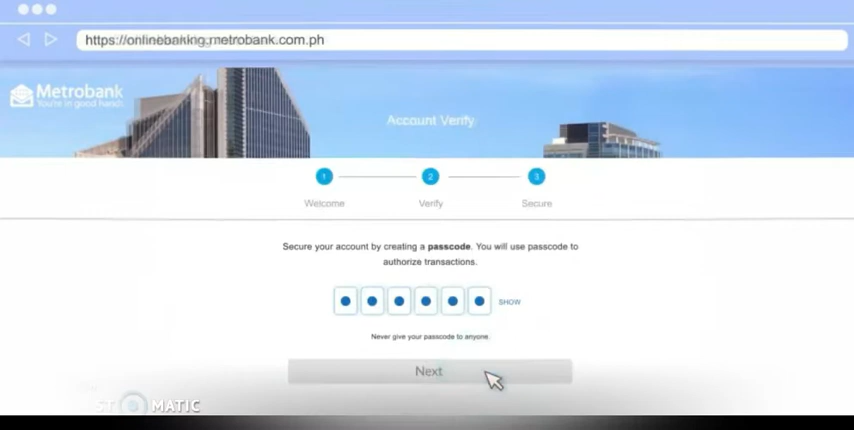 https://onlinebanking.metrobank.com.ph
Metrobank
You're in good hands
Account Verify
1
2
3
Welcome
Verify
Secure
Secure your account by creating a passcode. You will use passcode to
authorize transactions.
SHOW
Never give your passcode to anyone.
Next
MATIC